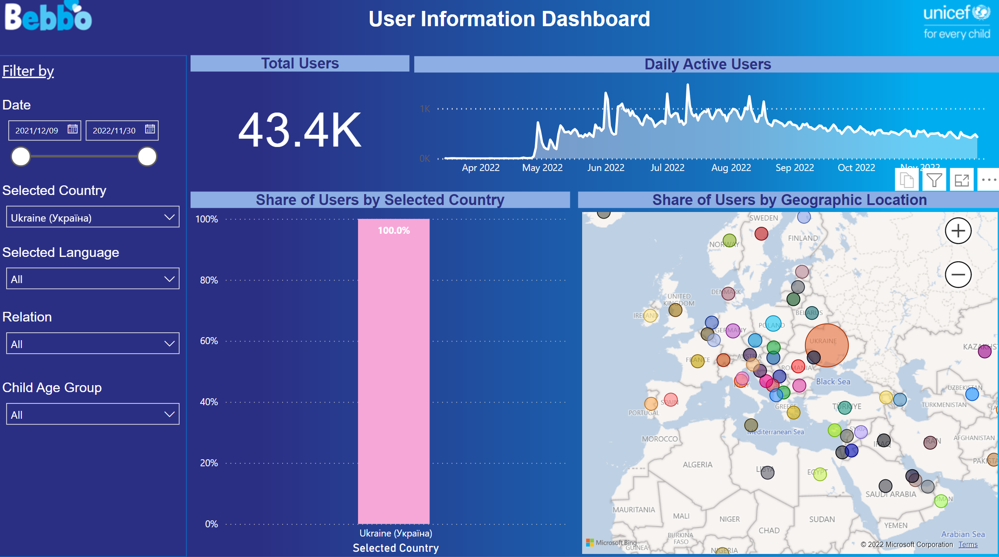 Bebbo
User Information Dashboard
unicef
for every child
Filter by
Date
2021/12/09
2022/11/30
Selected Country
Ukraine (Україна)
Selected Language
All
Relation
All
Child Age Group
All
Total Users
43.4K
Daily Active Users
1K
0K
Apr 2022
May 2022
Jun 2022
Jul 2022
Aug 2022
Sep 2022
Oct 2022
Nov 2022
Share of Users by Selected Country
100%
80%
60%
40%
20%
0%
100.0%
Ukraine (Україна)
Selected Country
Share of Users by Geographic Location
SWEDEN
FINLAND
NORWAY
DENMARK
UNITED
KINGDOM
IRELAND
BELARUS
POLAND
GERMANY
UKRAINE
KAZAKHST
AUSTRIA
FRANCE
ROMANIA
ITALY
Black Sea
UZBEKISTAN
SPAIN
PORTUGAL
GREECE
TÜRKIYE
TURKMENISTAN
TA
Mediterranean Sea
SYRIA
MOROCCO
IRAQ
IRAN
AFGHANISTAN
PAKISTA
ALGERIA
LIBYA
EGYPT
SAUDI ARABIA
OMAN
MAURITANIA
MALI
NIGER
SUDAN
CHAD
YEMEN
BURKINA
FASO
Arabian Sea
GUINEA
NIGERIA
Microsoft Bing
© 2022 Microsoft Corporation Terms